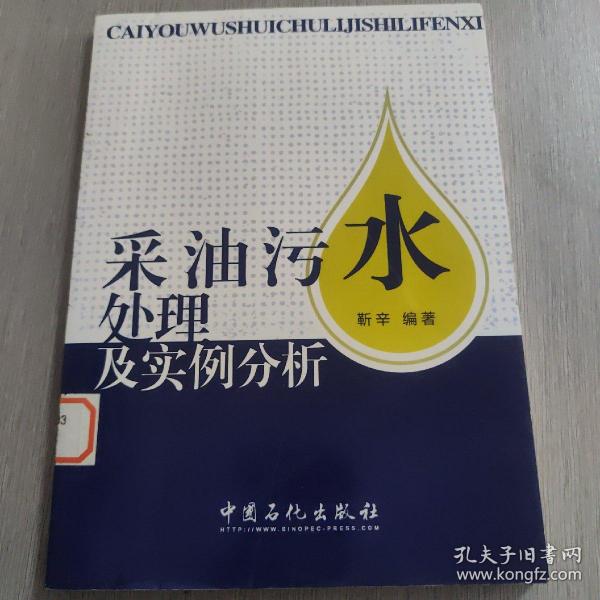 CAIYOUWUSHUICHULIJISHILIFENXI
采油污水
处理
及实例分析
靳辛 编著
中国石化出版社
HTTP://WWW.SINOPEC-PRESS.COM
孔夫子旧书网
www.kongfz.com